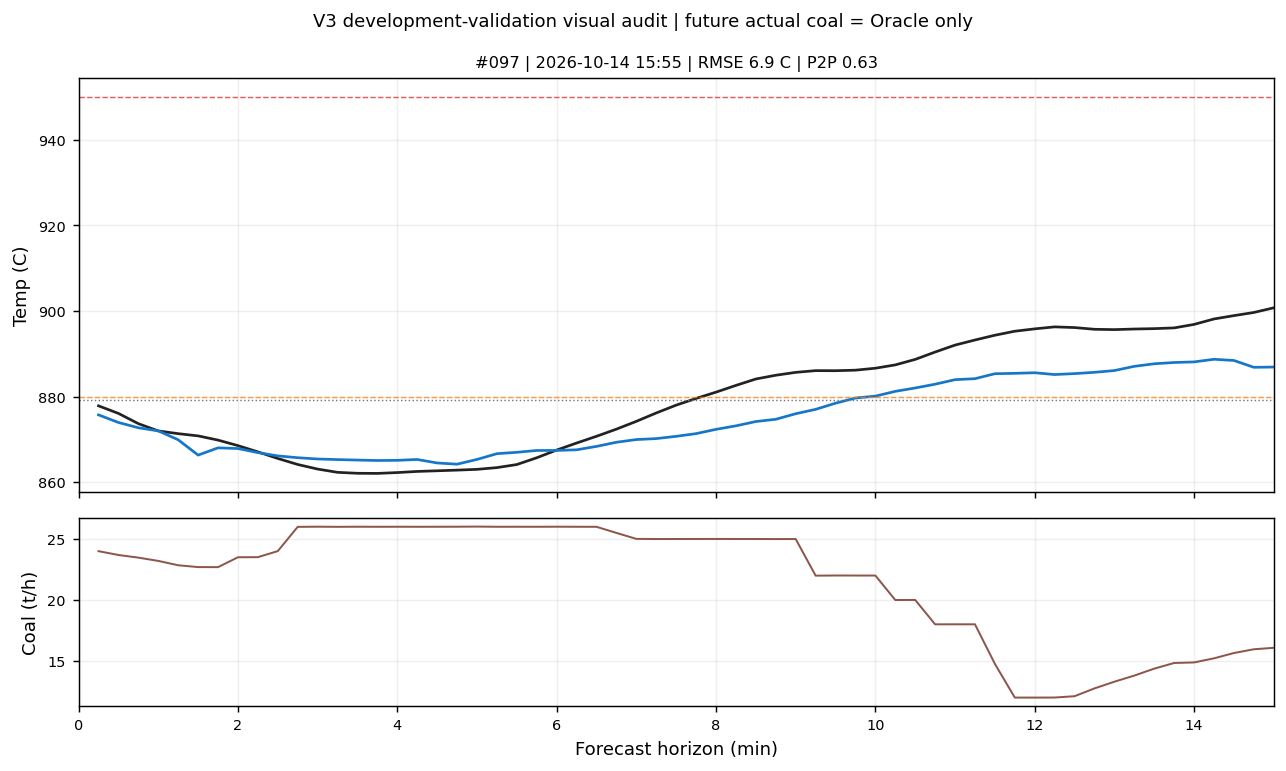 V3 development-validation visual audit | future actual coal = Oracle only
#097 | 2026-10-14 15:55 | RMSE 6.9 C | P2P 0.63
Temp (C)
940
920
900
880
860
Coal (t/h)
25
20
15
0 2 4 6 8 10 12 14
Forecast horizon (min)